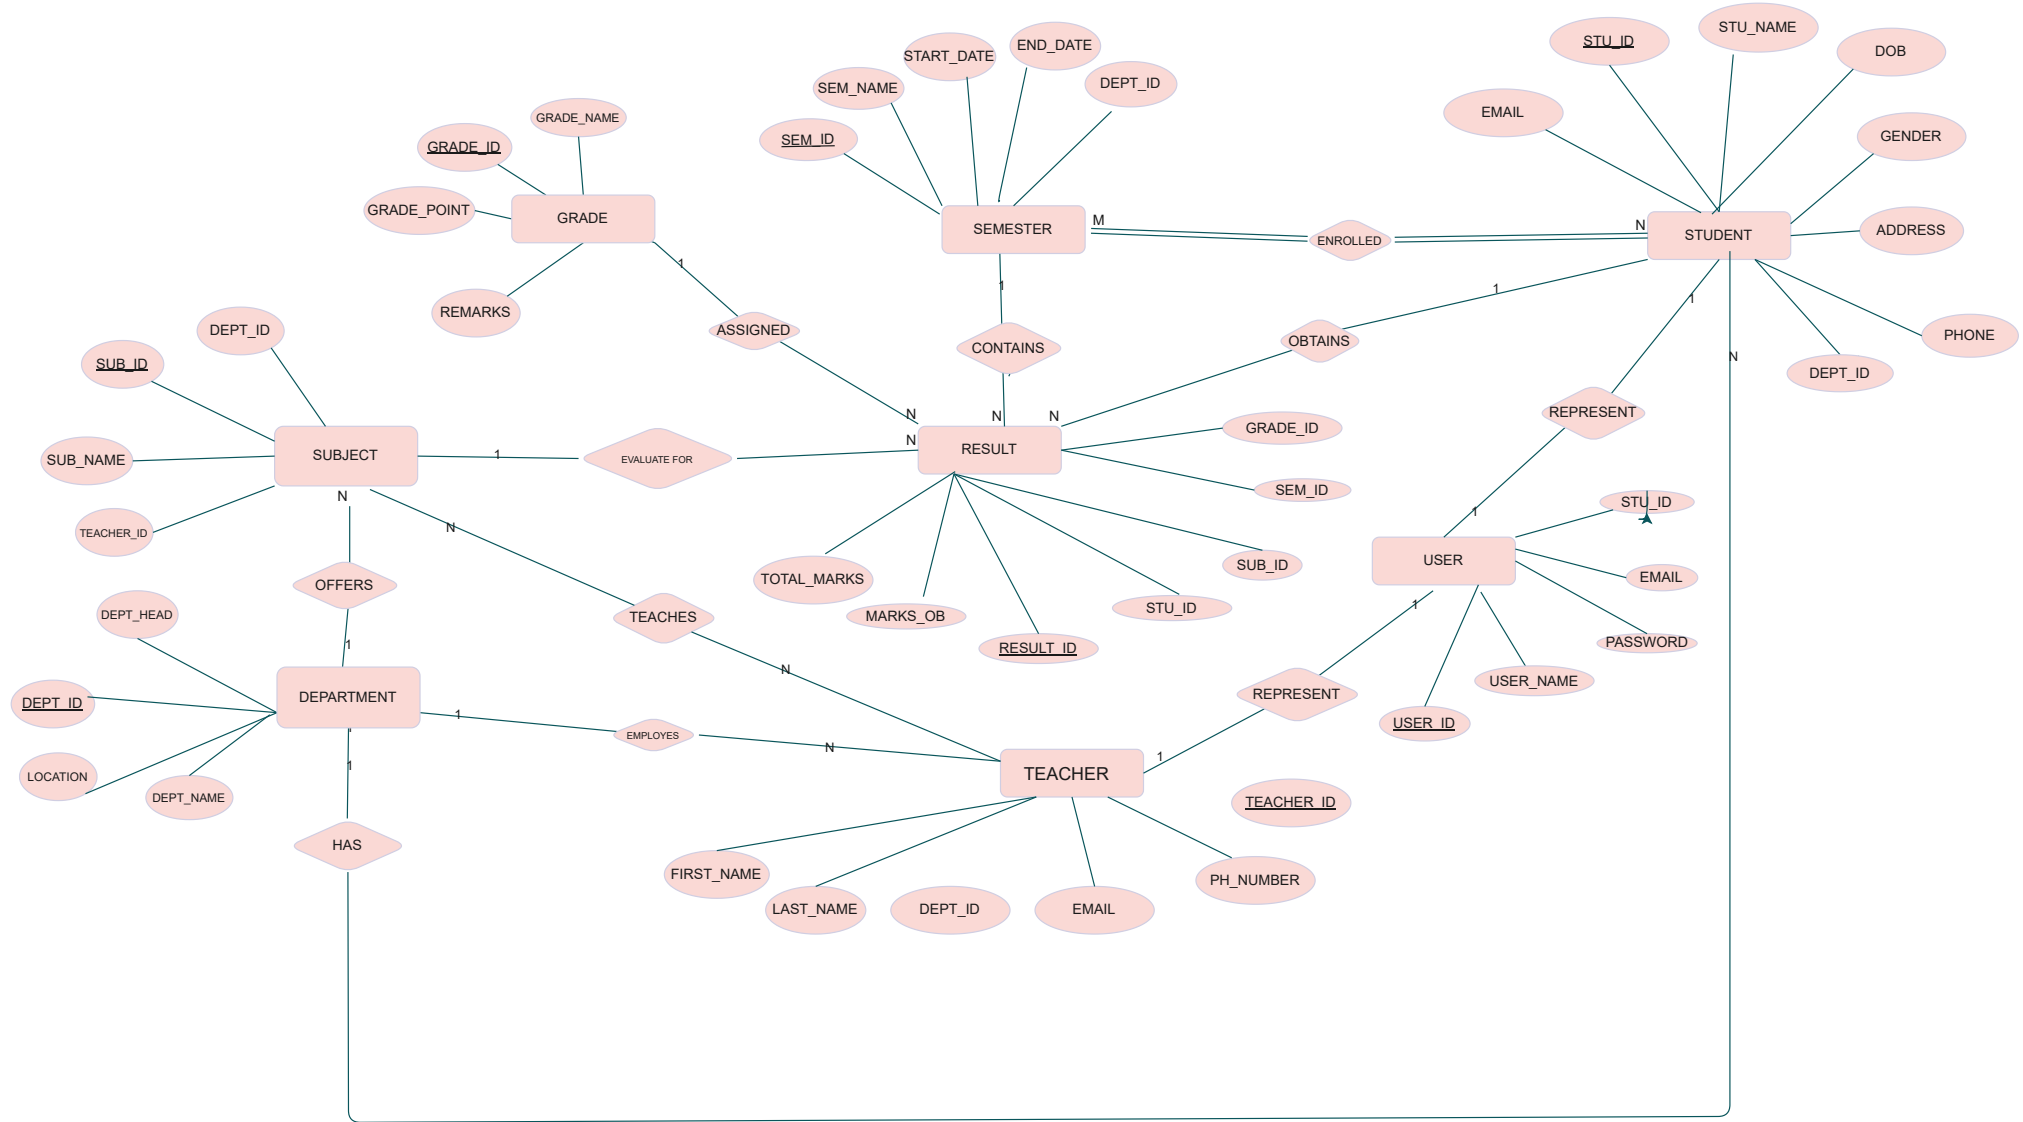 STU_ID
STU_NAME
END_DATE
START_DATE
DOB
DEPT_ID
SEM_NAME
EMAIL
GRADE_NAME
SEM_ID
GENDER
GRADE_ID
GRADE_POINT
GRADE
M
N
SEMESTER
ENROLLED
STUDENT
ADDRESS
1
1
1
1
REMARKS
DEPT_ID
ASSIGNED
CONTAINS
OBTAINS
PHONE
N
SUB_ID
DEPT_ID
N
N
N
REPRESENT
GRADE_ID
N
SUBJECT
1
EVALUATE FOR
RESULT
SUB_NAME
SEM_ID
N
STU_ID
1
N
TEACHER_ID
USER
SUB_ID
EMAIL
OFFERS
TOTAL_MARKS
1
STU_ID
DEPT_HEAD
TEACHES
MARKS_OB
PASSWORD
1
RESULT_ID
N
USER_NAME
DEPARTMENT
REPRESENT
DEPT_ID
1
USER_ID
EMPLOYES
N
1
1
TEACHER
LOCATION
DEPT_NAME
TEACHER_ID
HAS
FIRST_NAME
PH_NUMBER
LAST_NAME
DEPT_ID
EMAIL